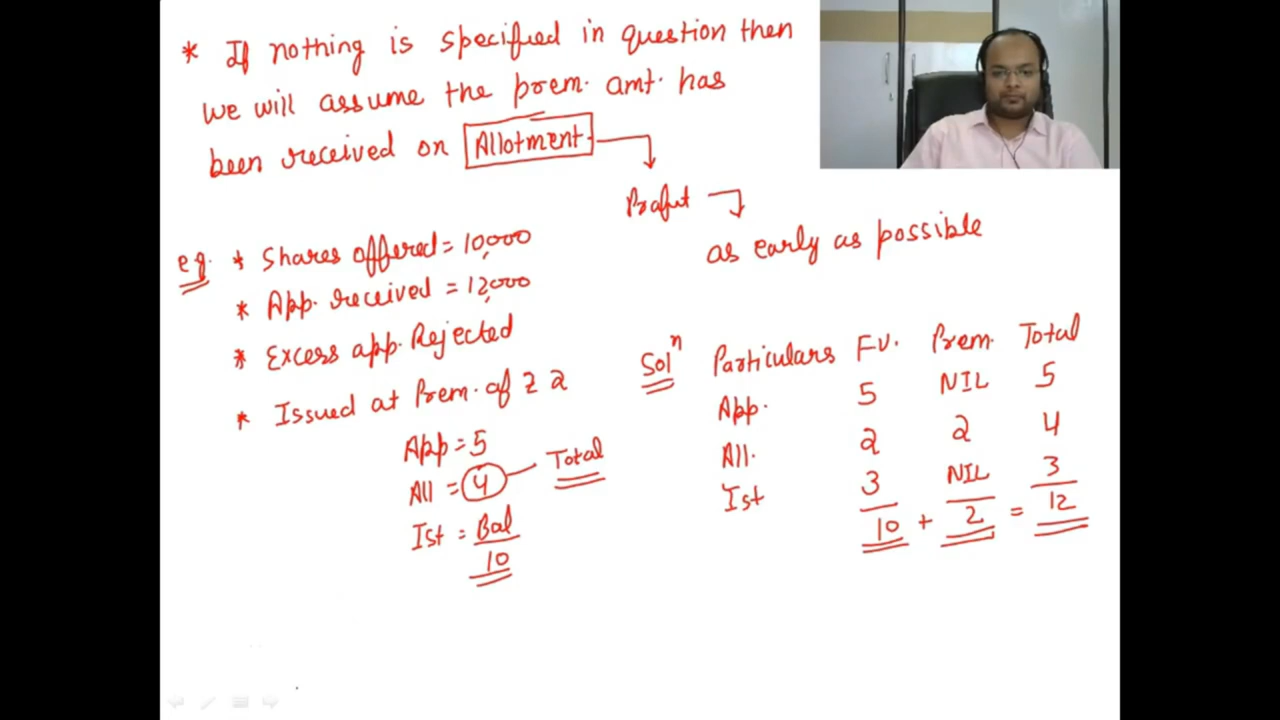 * If nothing is specified in question then
we will assume the prem. amt. has
been received on Allotment
as early as possible
e.g. * Shares offered = 10,000
* App. received = 12,000
* Excess app. Rejected
* Issued at Prem. of ₹ 2
App = 5
All = 4 Total
Ist = Bal
10
Solⁿ Particulars F.V. Prem. Total
App. 5 NIL 5
All. 2 2 4
Ist 3 NIL 3
10 + 2 = 12